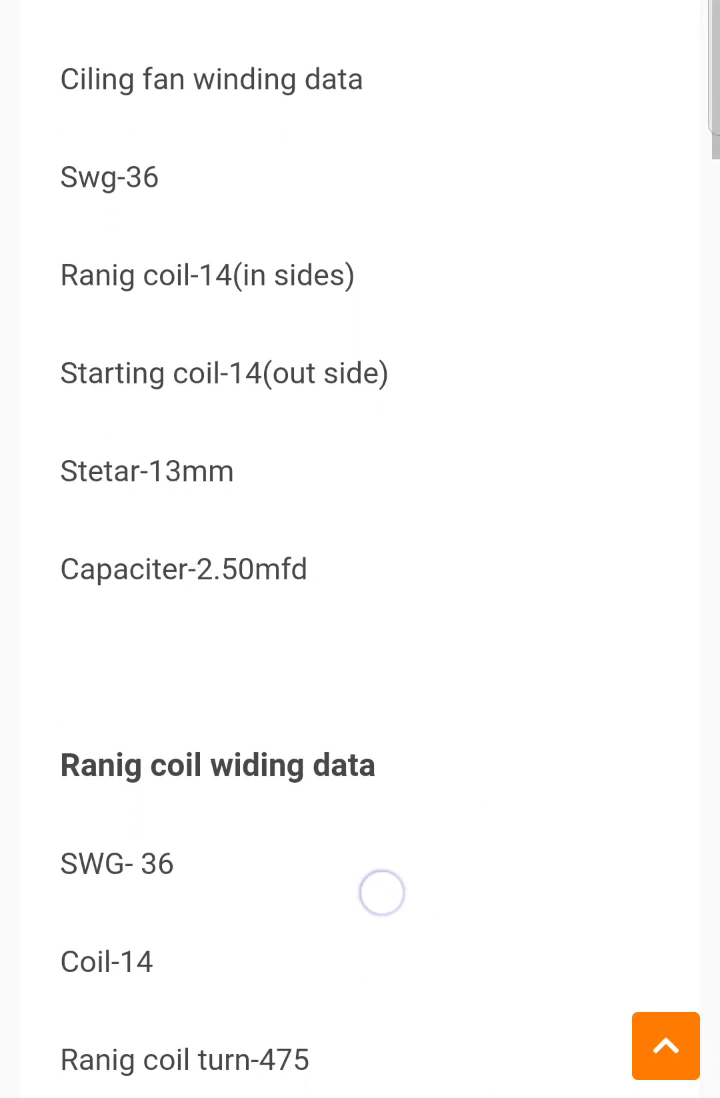 Ciling fan winding data
Swg-36
Ranig coil-14(in sides)
Starting coil-14(out side)
Stetar-13mm
Capaciter-2.50mfd
Ranig coil widing data
SWG- 36
Coil-14
Ranig coil turn-475